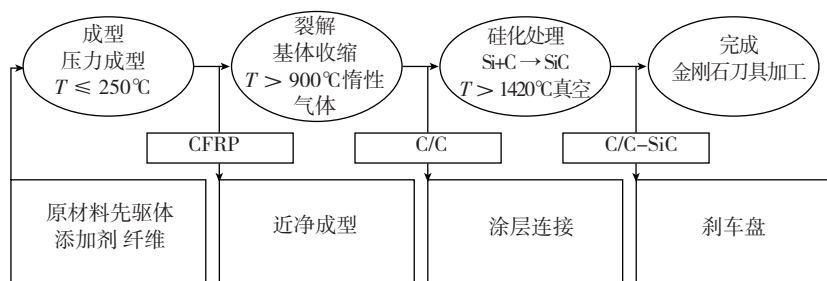 成型
压力成型
T ≤ 250℃
裂解
基体收缩
T > 900℃惰性
气体
硅化处理
Si+C → SiC
T > 1420℃真空
完成
金刚石刀具加工
CFRP
C/C
C/C-SiC
原材料先驱体
添加剂 纤维
近净成型
涂层连接
刹车盘